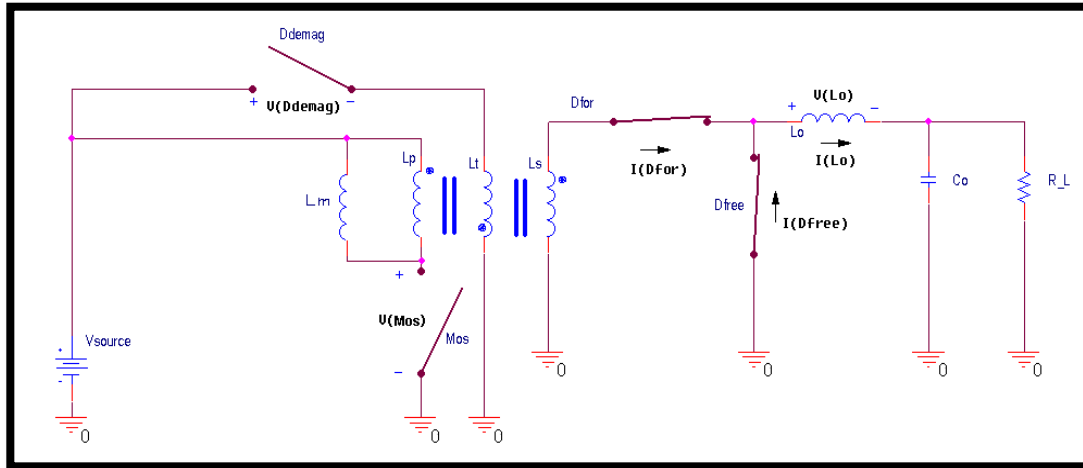 Ddemag
+ V(Ddemag) -
Dfor
I(Dfor)
+ V(Lo) -
Lo
I(Lo)
Lm
Lp
Lt
Ls
Dfree
I(Dfree)
Co
R_L
+
V(Mos)
Mos
-
Vsource
+
-
0
0
0
0
0
0
0